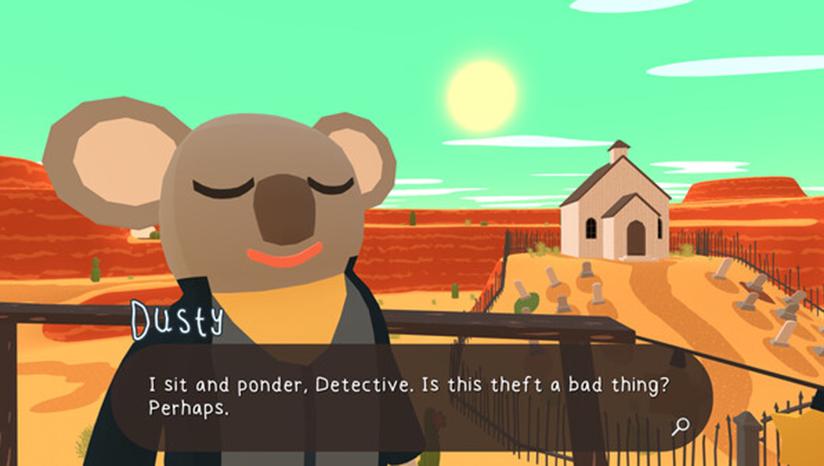 Dusty
I sit and ponder, Detective. Is this theft a bad thing?
Perhaps.